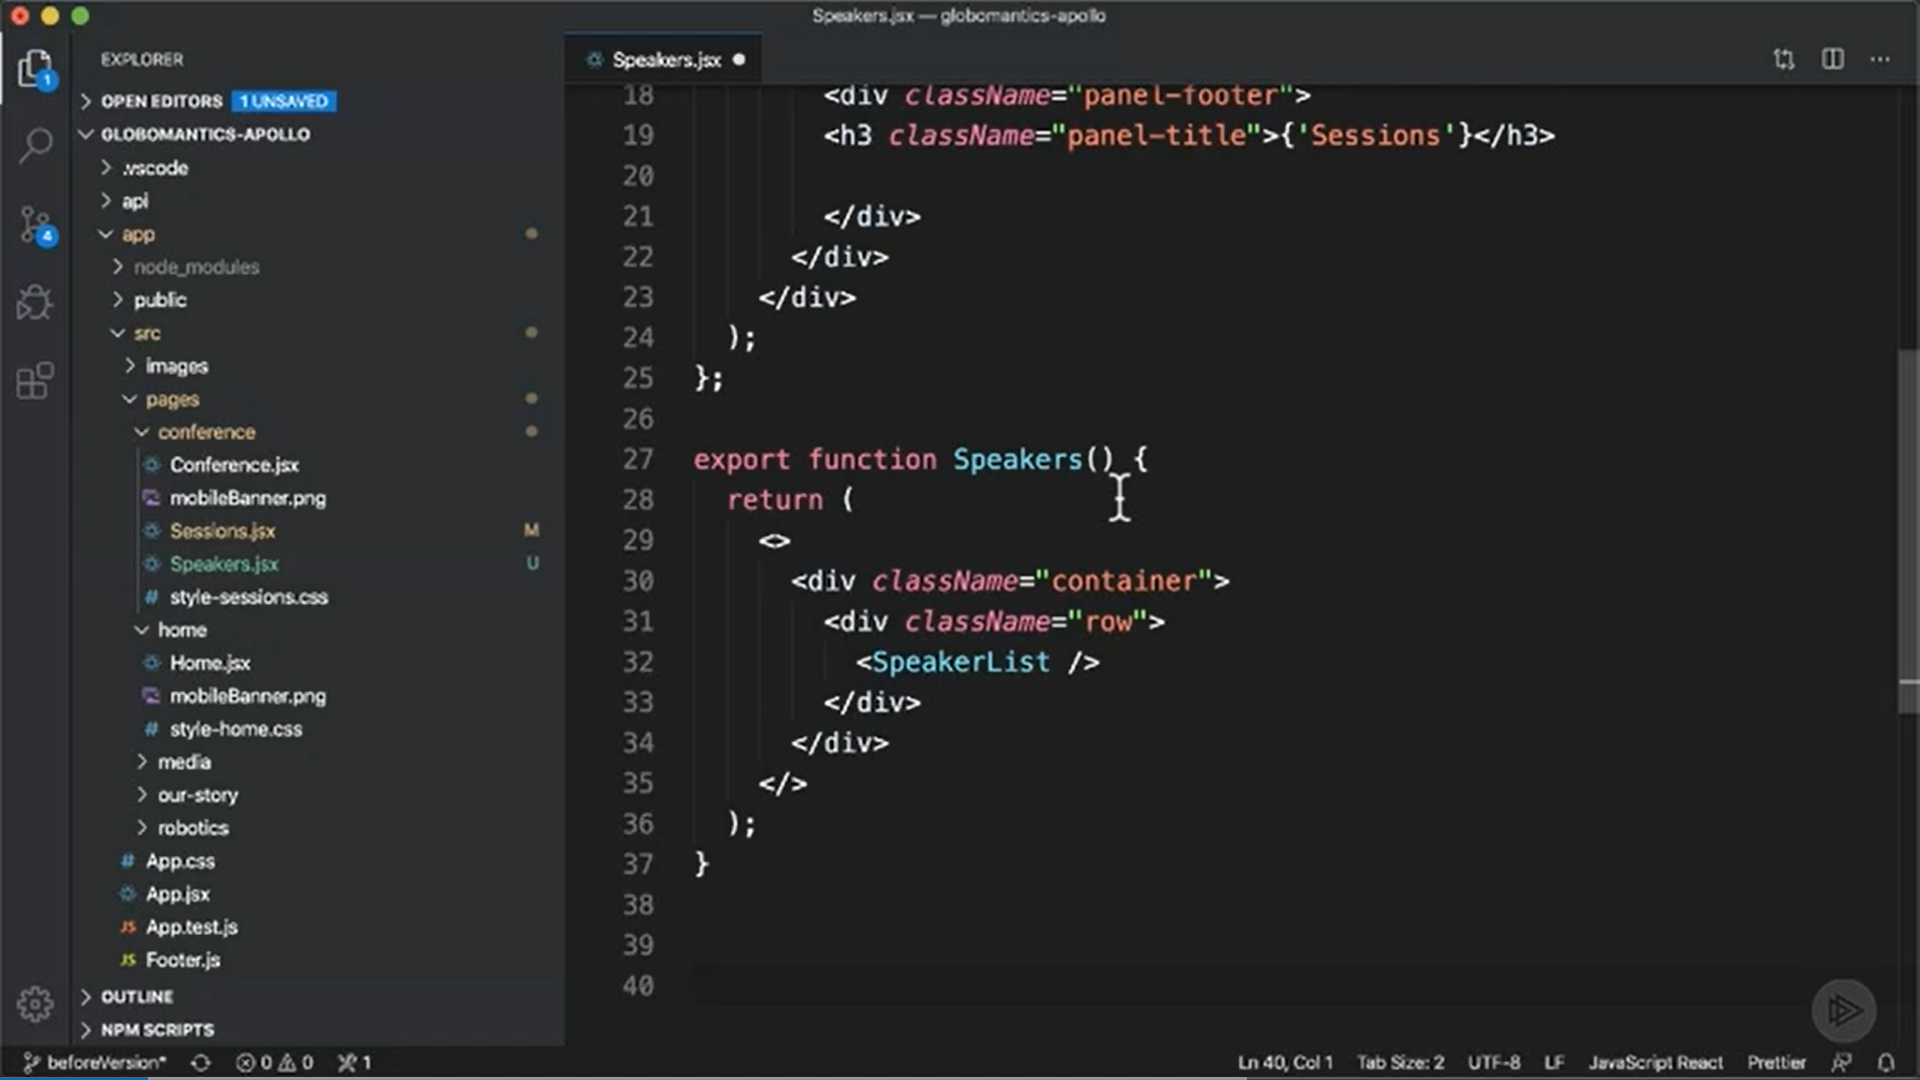 Speakers.jsx — globomantics-apollo
EXPLORER
OPEN EDITORS 1 UNSAVED
GLOBOMANTICS-APOLLO
.vscode
api
app
node_modules
public
src
images
pages
conference
Conference.jsx
mobileBanner.png
Sessions.jsx M
Speakers.jsx U
style-sessions.css
home
Home.jsx
mobileBanner.png
style-home.css
media
our-story
robotics
App.css
App.jsx
JS App.test.js
JS Footer.js
OUTLINE
NPM SCRIPTS
1
4
Speakers.jsx
18 <div className="panel-footer">
19 <h3 className="panel-title">{'Sessions'}</h3>
20
21 </div>
22 </div>
23 </div>
24 );
25 };
26
27 export function Speakers() {
28 return (
29 <>
30 <div className="container">
31 <div className="row">
32 <SpeakerList />
33 </div>
34 </div>
35 </>
36 );
37 }
38
39
40
beforeVersion* 0 0 1 Ln 40, Col 1 Tab Size: 2 UTF-8 LF JavaScript React Prettier